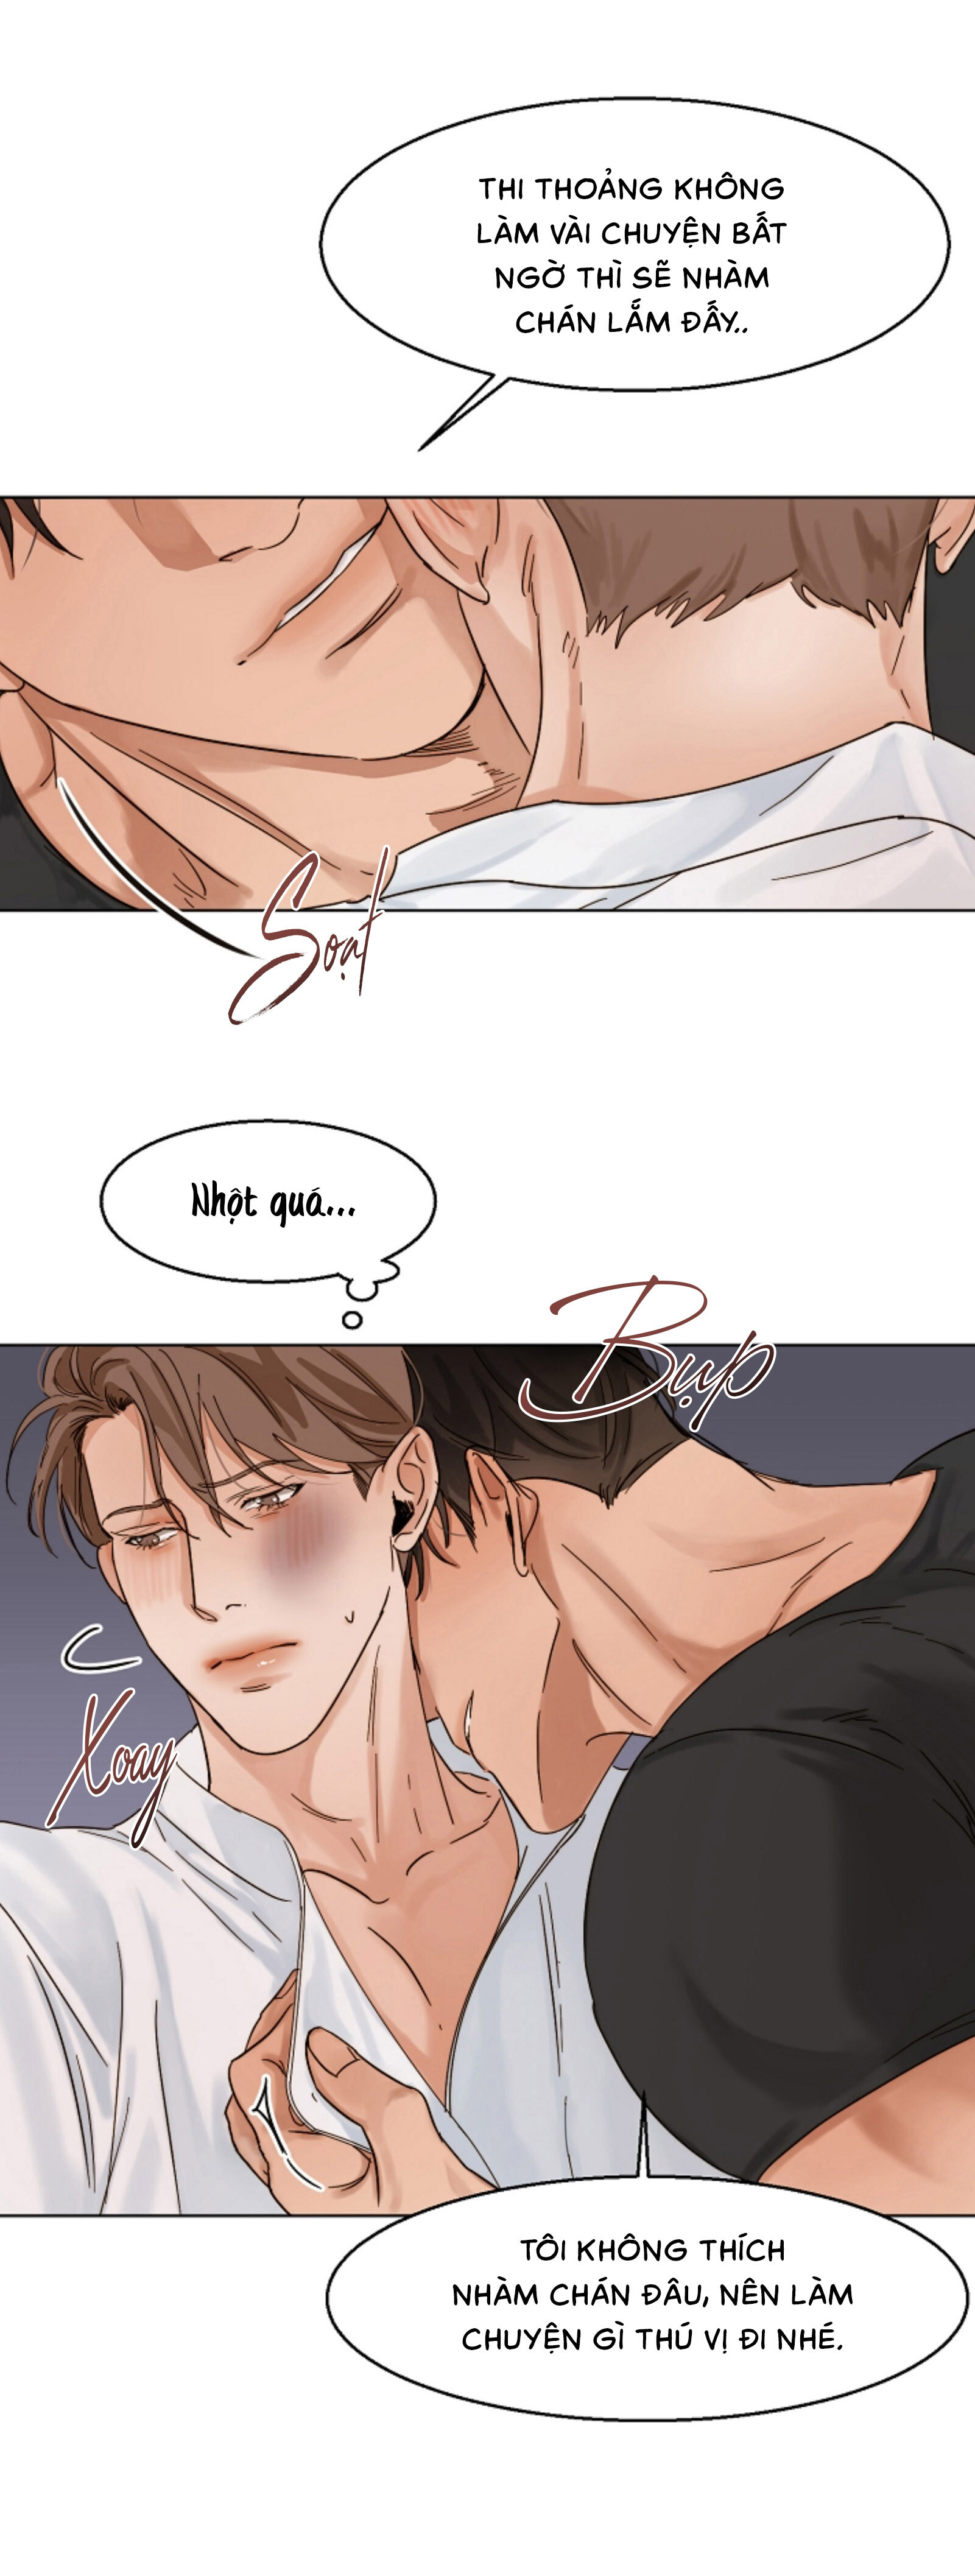 THI THOẢNG KHÔNG
LÀM VÀI CHUYỆN BẤT
NGỜ THÌ SẼ NHÀM
CHÁN LẮM ĐẤY..
Soạt
Nhột quá...
Bụp
Xoay
TÔI KHÔNG THÍCH
NHÀM CHÁN ĐÂU, NÊN LÀM
CHUYỆN GÌ THÚ VỊ ĐI NHÉ.